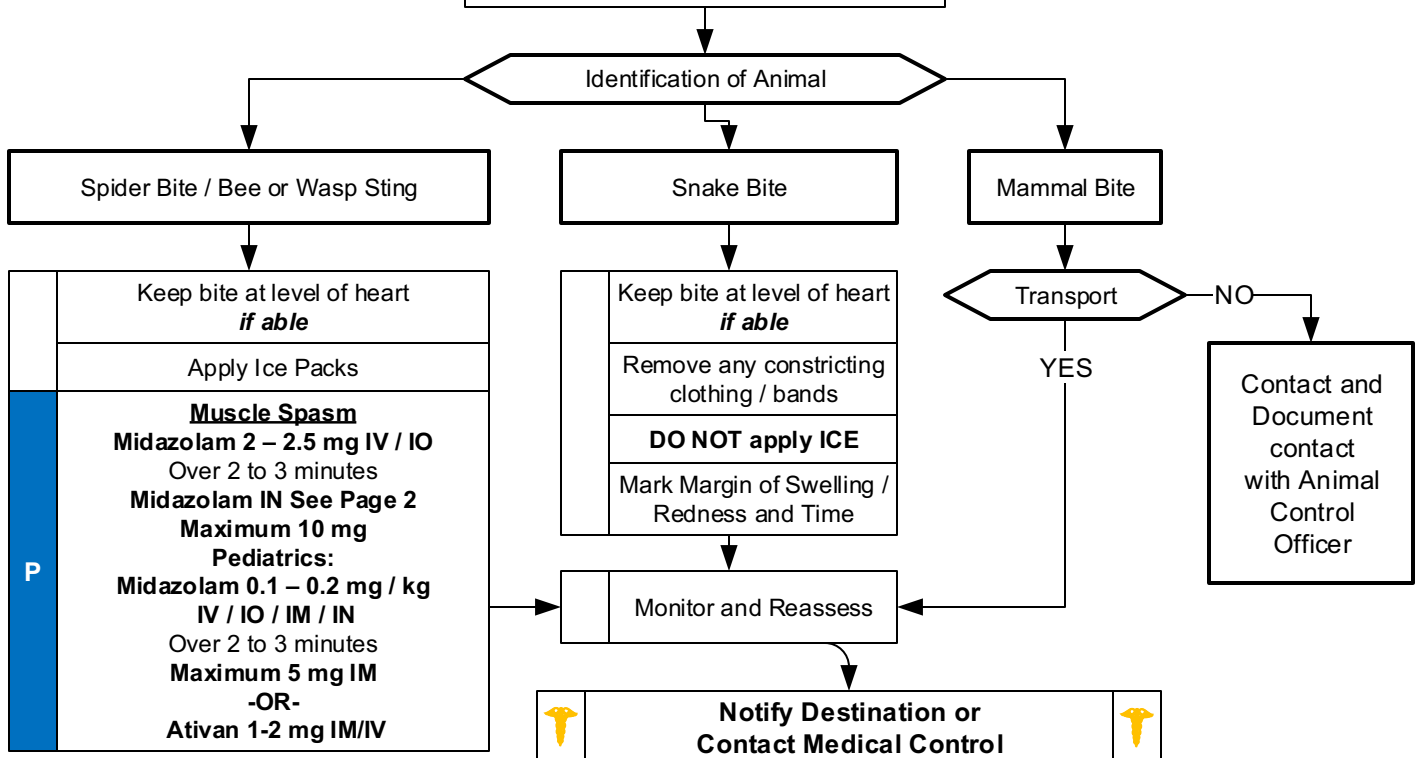 Identification of Animal
Spider Bite / Bee or Wasp Sting
Keep bite at level of heart
if able
Apply Ice Packs
P
Muscle Spasm
Midazolam 2 – 2.5 mg IV / IO
Over 2 to 3 minutes
Midazolam IN See Page 2
Maximum 10 mg
Pediatrics:
Midazolam 0.1 – 0.2 mg / kg
IV / IO / IM / IN
Over 2 to 3 minutes
Maximum 5 mg IM
-OR-
Ativan 1-2 mg IM/IV
Snake Bite
Keep bite at level of heart
if able
Remove any constricting
clothing / bands
DO NOT apply ICE
Mark Margin of Swelling /
Redness and Time
Mammal Bite
Transport
NO
YES
Contact and
Document
contact
with Animal
Control
Officer
Monitor and Reassess
Notify Destination or
Contact Medical Control